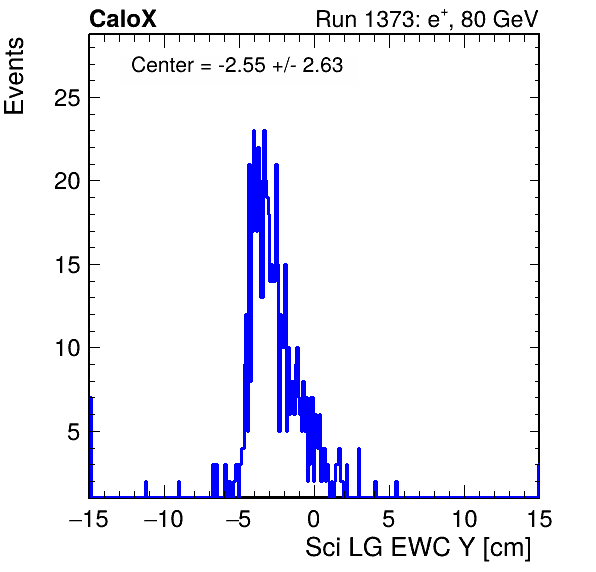 CaloX Run 1373: e⁺, 80 GeV
Center = -2.55 +/- 2.63
Events
25
20
15
10
5
−15 −10 −5 0 5 10 15
Sci LG EWC Y [cm]